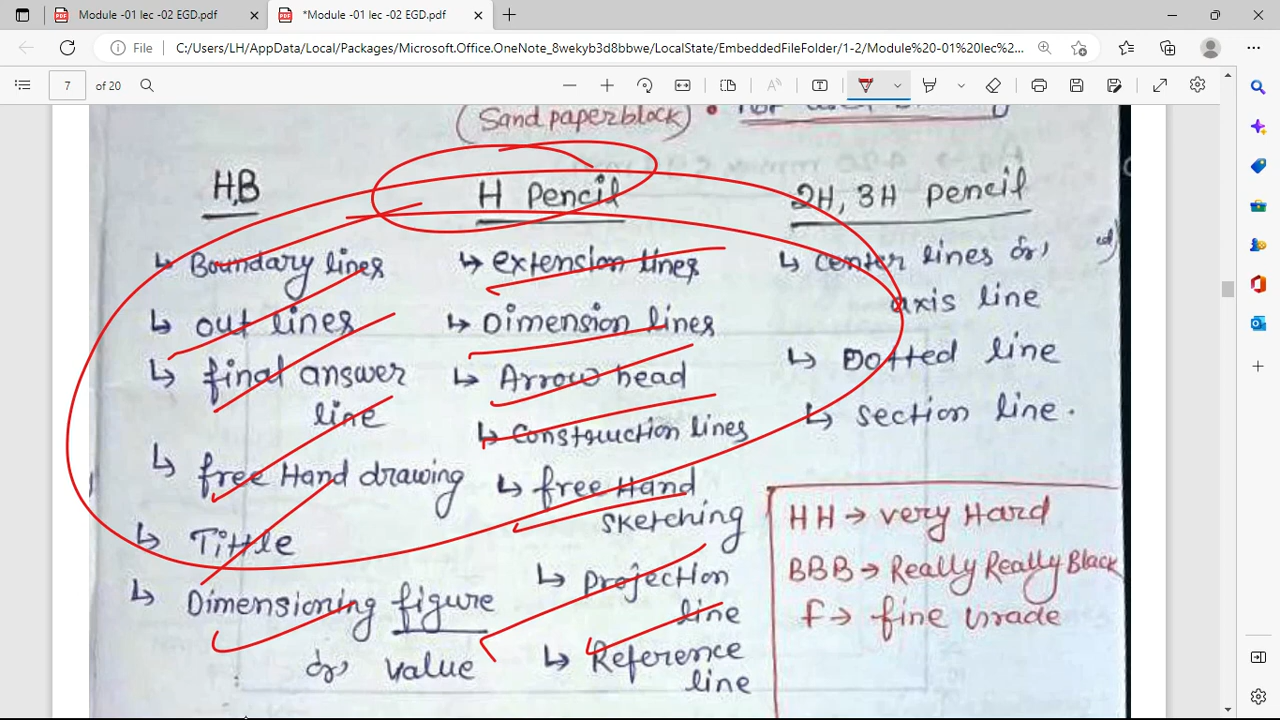 Module -01 lec -02 EGD.pdf
*Module -01 lec -02 EGD.pdf
File
C:/Users/LH/AppData/Local/Packages/Microsoft.Office.OneNote_8wekyb3d8bbwe/LocalState/EmbeddedFileFolder/1-2/Module%20-01%20lec%2...
7 of 20
(Sand paper block)
HB
↳ Boundary lines
↳ out lines
↳ final answer
line
↳ free Hand drawing
↳ Tittle
↳ Dimensioning figure
or, value
H Pencil
↳ extension lines
↳ Dimension lines
↳ Arrow head
↳ Construction lines
↳ free Hand
sketching
↳ projection
line
↳ Reference
line
2H, 3H Pencil
↳ center lines or,
axis line
↳ Dotted line
↳ section line.
HH → very Hard
BBB → Really Really Black
f → fine Grade